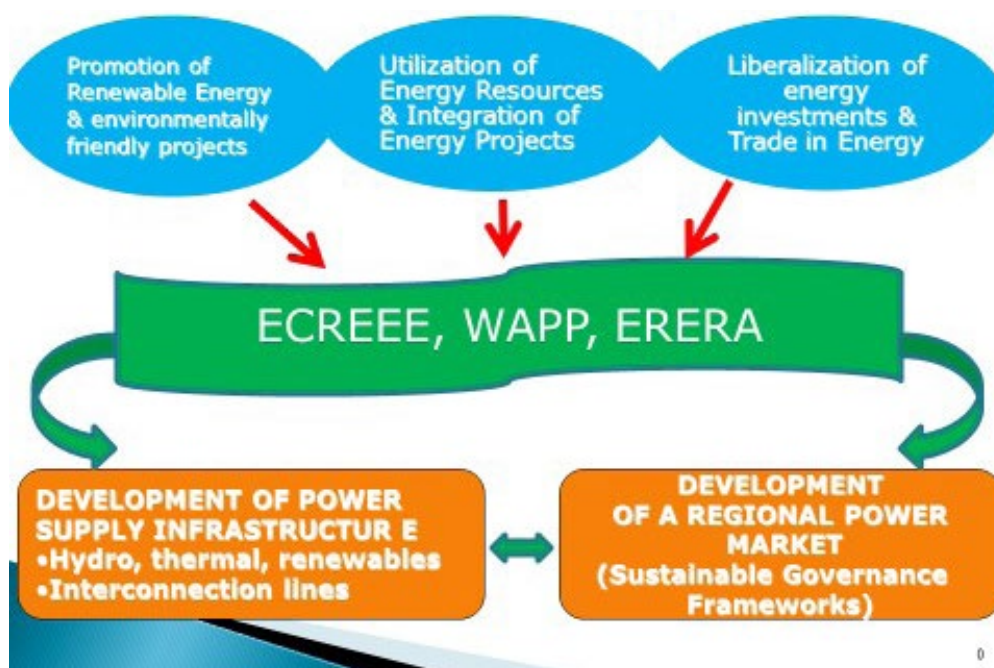 Promotion of
Renewable Energy
& environmentally
friendly projects
Utilization of
Energy Resources
& Integration of
Energy Projects
Liberalization of
energy
investments &
Trade in Energy
ECREEE, WAPP, ERERA
DEVELOPMENT OF POWER
SUPPLY INFRASTRUCTUR E
•Hydro, thermal, renewables
•Interconnection lines
DEVELOPMENT
OF A REGIONAL POWER
MARKET
(Sustainable Governance
Frameworks)
0